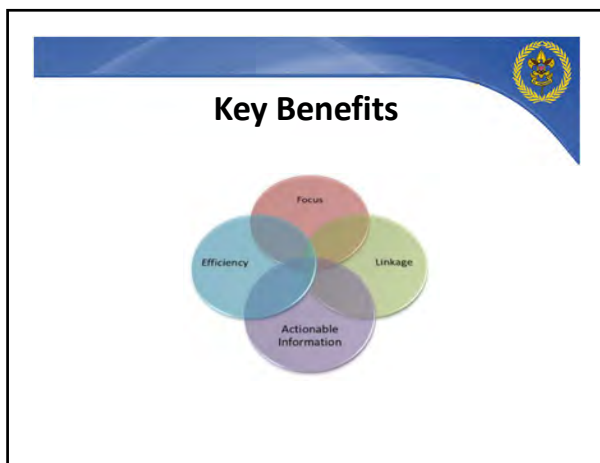 Key Benefits
Focus
Efficiency
Linkage
Actionable
Information